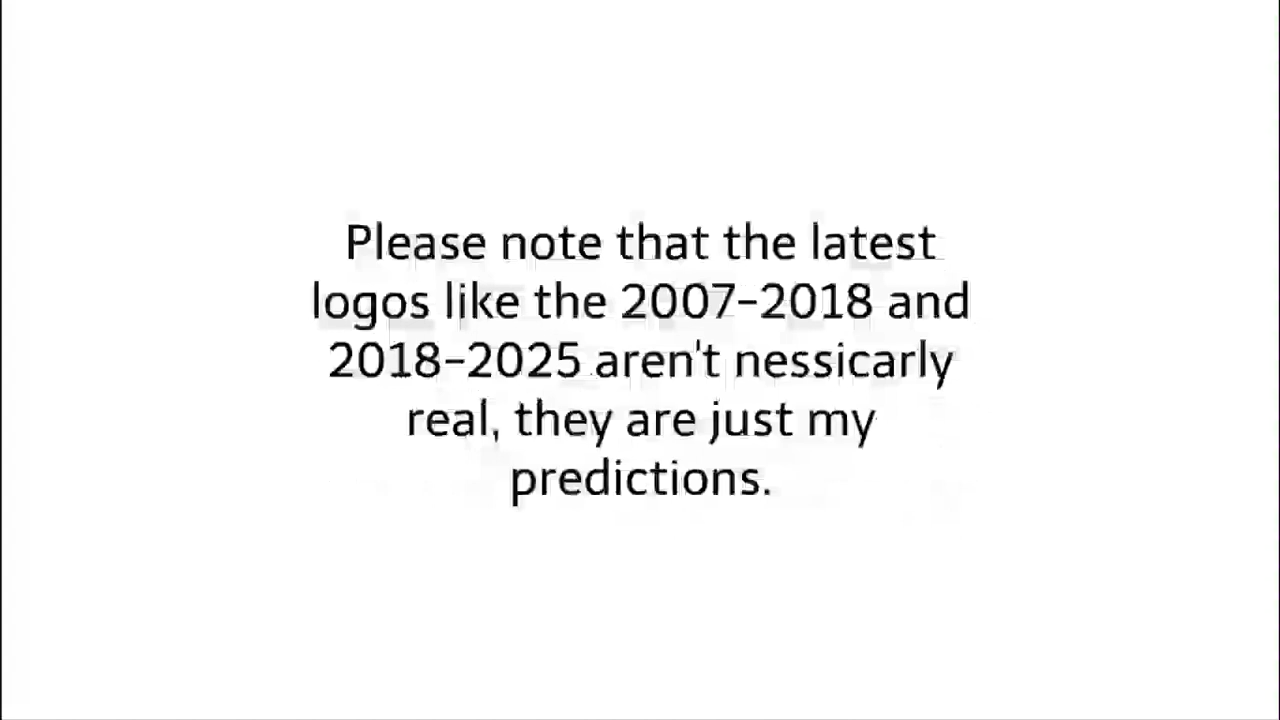 Please note that the latest
logos like the 2007-2018 and
2018-2025 aren't nessicarly
real, they are just my
predictions.